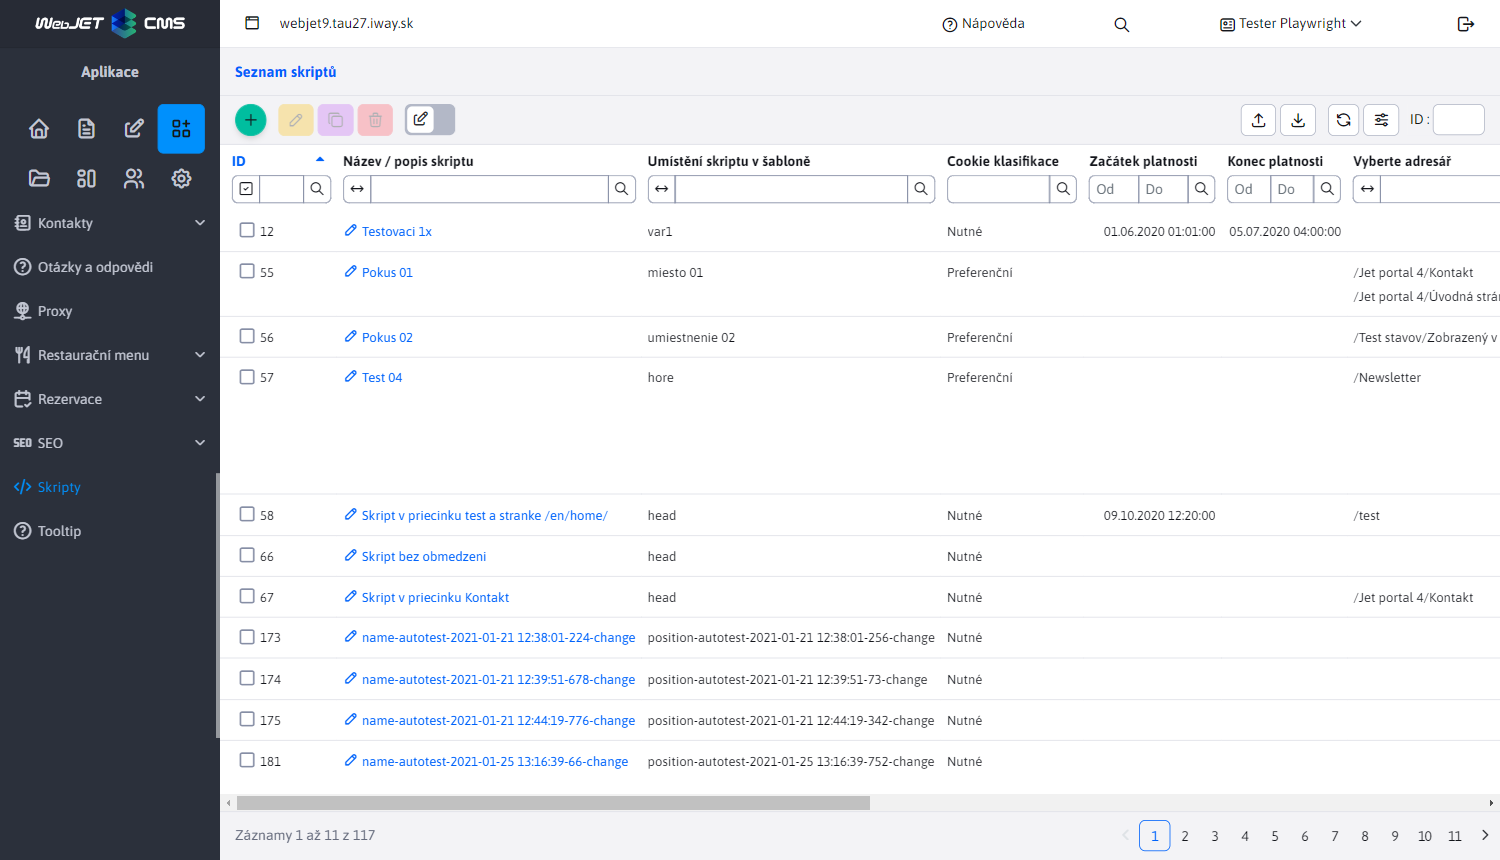 WebJET CMS
webjet9.tau27.iway.sk
Nápověda
Tester Playwright
Aplikace
Kontakty
Otázky a odpovědi
Proxy
Restaurační menu
Rezervace
SEO SEO
Skripty
Tooltip
Seznam skriptů
ID :
ID Název / popis skriptu Umístění skriptu v šabloně Cookie klasifikace Začátek platnosti Konec platnosti Vyberte adresář
Od Do Od Do
12 Testovaci 1x var1 Nutné 01.06.2020 01:01:00 05.07.2020 04:00:00
55 Pokus 01 miesto 01 Preferenční /Jet portal 4/Kontakt
/Jet portal 4/Úvodná strá
56 Pokus 02 umiestnenie 02 Preferenční /Test stavov/Zobrazený v
57 Test 04 hore Preferenční /Newsletter
58 Skript v priecinku test a stranke /en/home/ head Nutné 09.10.2020 12:20:00 /test
66 Skript bez obmedzeni head Nutné
67 Skript v priecinku Kontakt head Nutné /Jet portal 4/Kontakt
173 name-autotest-2021-01-21 12:38:01-224-change position-autotest-2021-01-21 12:38:01-256-change Nutné
174 name-autotest-2021-01-21 12:39:51-678-change position-autotest-2021-01-21 12:39:51-73-change Nutné
175 name-autotest-2021-01-21 12:44:19-776-change position-autotest-2021-01-21 12:44:19-342-change Nutné
181 name-autotest-2021-01-25 13:16:39-66-change position-autotest-2021-01-25 13:16:39-752-change Nutné
Záznamy 1 až 11 z 117
1 2 3 4 5 6 7 8 9 10 11